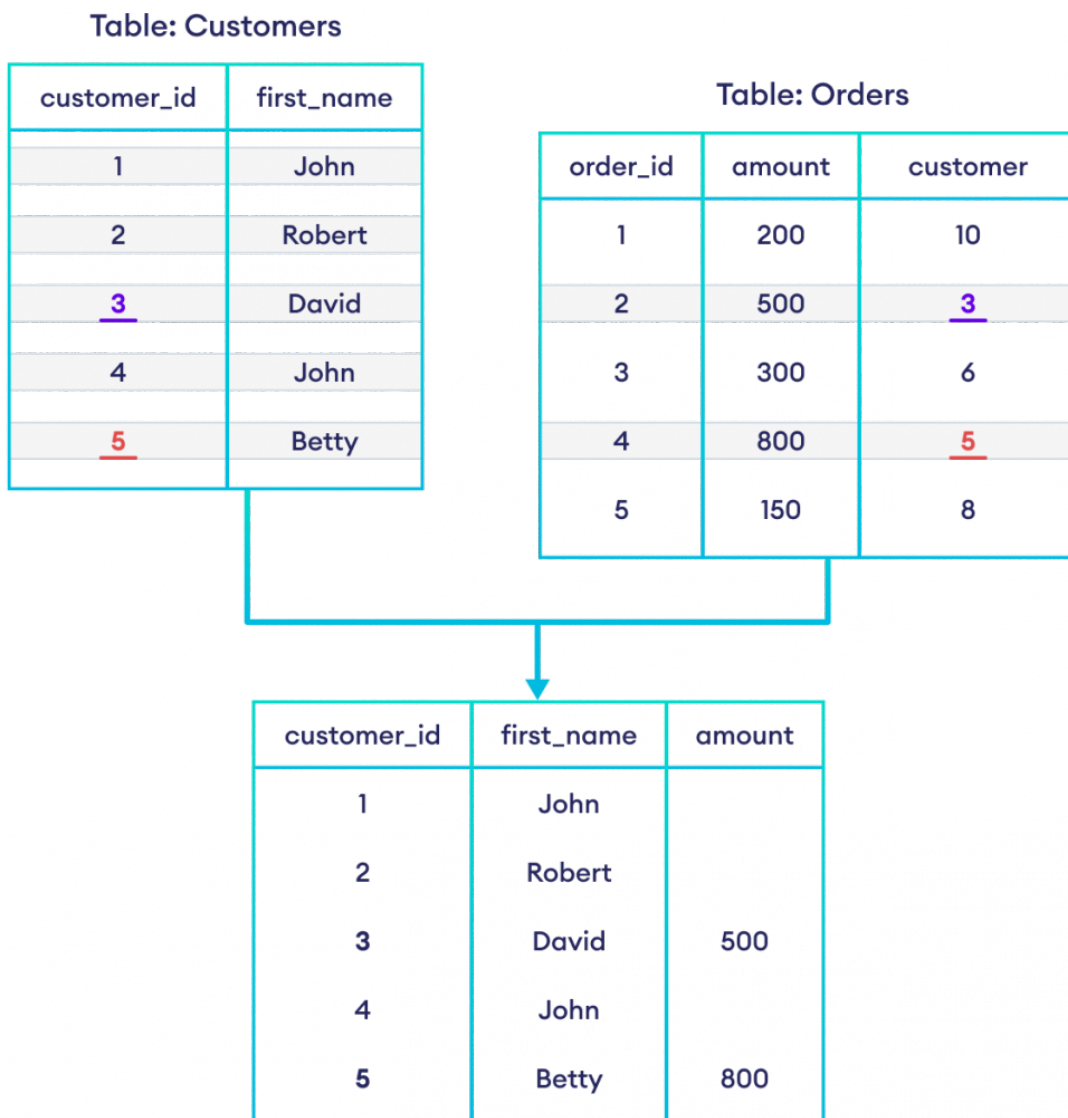 Table: Customers
customer_id first_name
1 John
2 Robert
3 David
4 John
5 Betty
Table: Orders
order_id amount customer
1 200 10
2 500 3
3 300 6
4 800 5
5 150 8
customer_id first_name amount
1 John
2 Robert
3 David 500
4 John
5 Betty 800